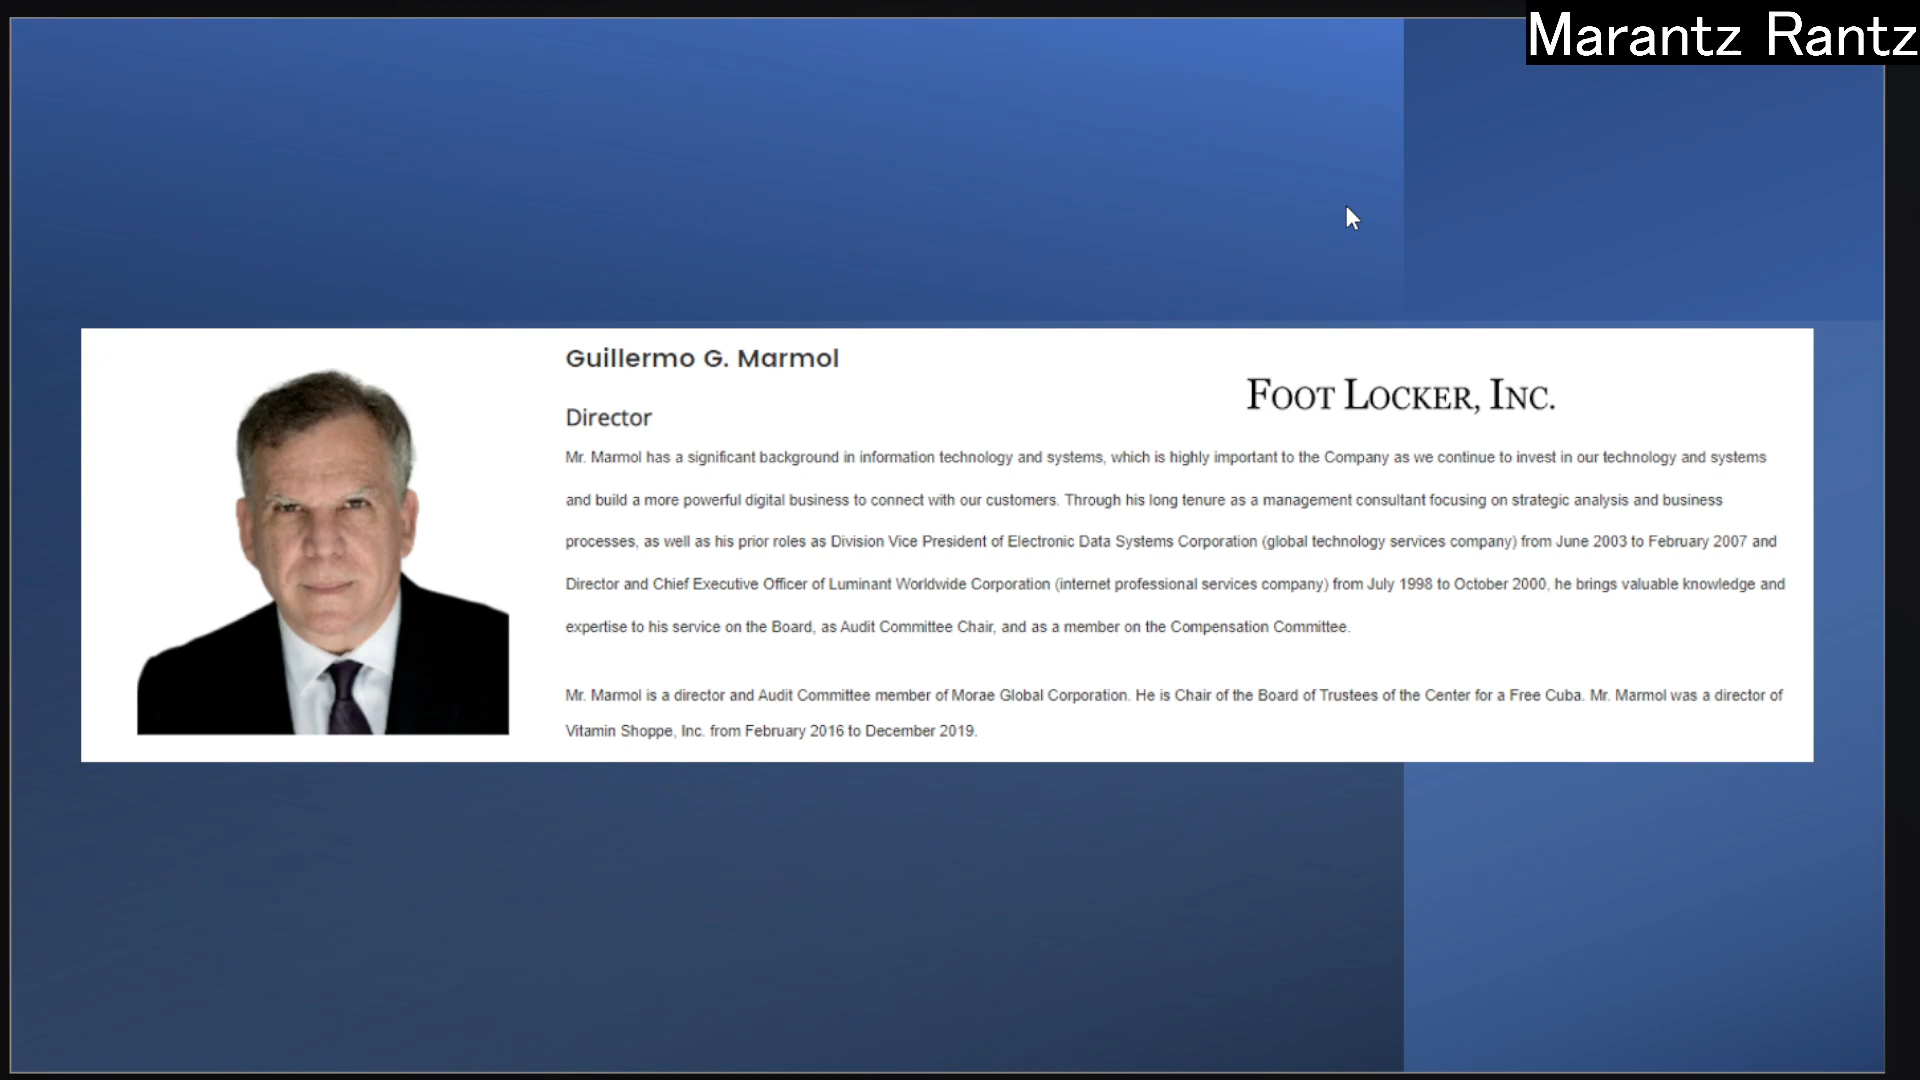 Marantz Rantz
Guillermo G. Marmol
FOOT LOCKER, INC.
Director
Mr. Marmol has a significant background in information technology and systems, which is highly important to the Company as we continue to invest in our technology and systems
and build a more powerful digital business to connect with our customers. Through his long tenure as a management consultant focusing on strategic analysis and business
processes, as well as his prior roles as Division Vice President of Electronic Data Systems Corporation (global technology services company) from June 2003 to February 2007 and
Director and Chief Executive Officer of Luminant Worldwide Corporation (internet professional services company) from July 1998 to October 2000, he brings valuable knowledge and
expertise to his service on the Board, as Audit Committee Chair, and as a member on the Compensation Committee.
Mr. Marmol is a director and Audit Committee member of Morae Global Corporation. He is Chair of the Board of Trustees of the Center for a Free Cuba. Mr. Marmol was a director of
Vitamin Shoppe, Inc. from February 2016 to December 2019.